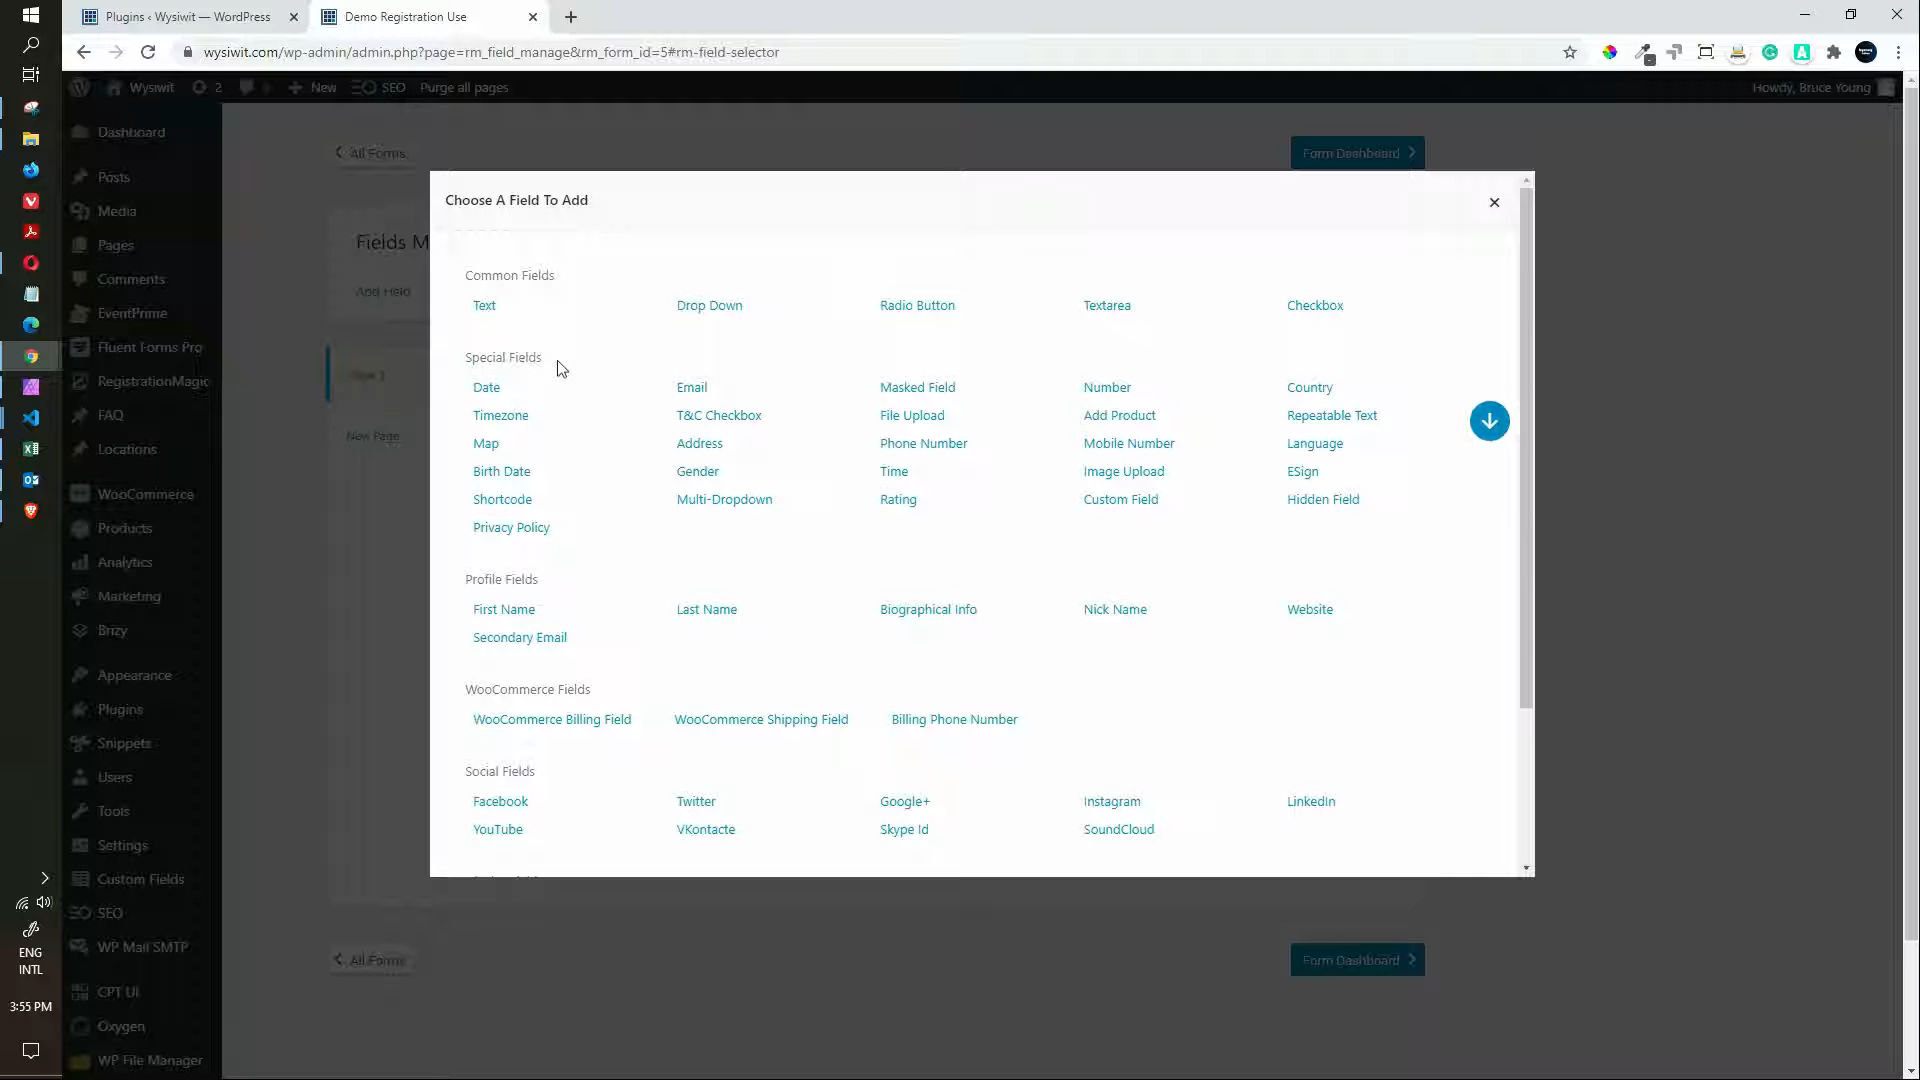 Plugins ‹ Wysiwit — WordPress
Demo Registration Use
wysiwit.com/wp-admin/admin.php?page=rm_field_manage&rm_form_id=5#rm-field-selector
Wysiwit 2 New SEO Purge all pages
Howdy, Bruce Young
Dashboard
Posts
Media
Pages
Comments
EventPrime
Fluent Forms Pro
RegistrationMagic
FAQ
Locations
WooCommerce
Products
Analytics
Marketing
Brizy
Appearance
Plugins
Snippets
Users
Tools
Settings
Custom Fields
SEO
WP Mail SMTP
CPT UI
Oxygen
WP File Manager
ENG
INTL
3:55 PM
All Forms
Form Dashboard
Fields M
Add Field
New Page
Choose A Field To Add
Common Fields
Text Drop Down Radio Button Textarea Checkbox
Special Fields
Date Email Masked Field Number Country
Timezone T&C Checkbox File Upload Add Product Repeatable Text
Map Address Phone Number Mobile Number Language
Birth Date Gender Time Image Upload ESign
Shortcode Multi-Dropdown Rating Custom Field Hidden Field
Privacy Policy
Profile Fields
First Name Last Name Biographical Info Nick Name Website
Secondary Email
WooCommerce Fields
WooCommerce Billing Field WooCommerce Shipping Field Billing Phone Number
Social Fields
Facebook Twitter Google+ Instagram LinkedIn
YouTube VKontacte Skype Id SoundCloud
All Forms
Form Dashboard